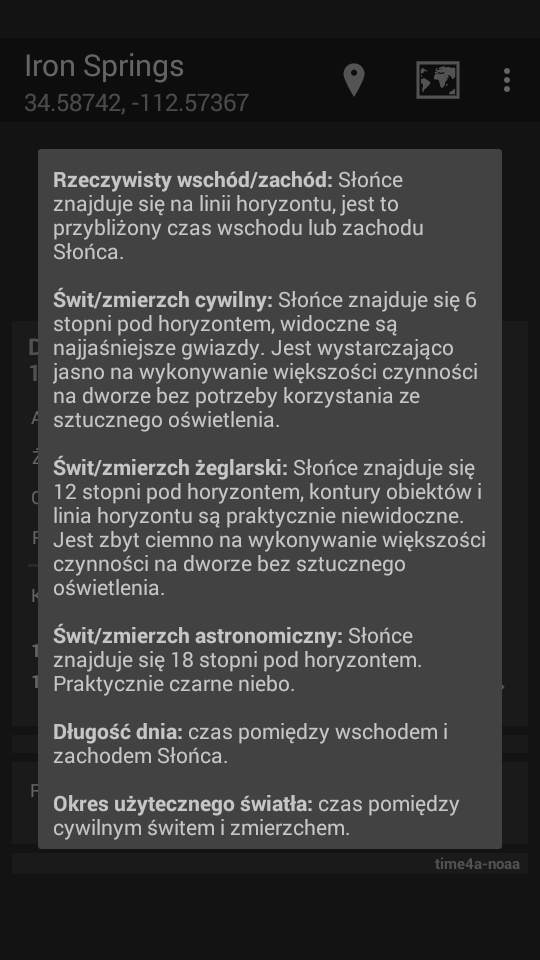 Iron Springs
34.58742, -112.57367
Rzeczywisty wschód/zachód: Słońce
znajduje się na linii horyzontu, jest to
przybliżony czas wschodu lub zachodu
Słońca.
Świt/zmierzch cywilny: Słońce znajduje się 6
stopni pod horyzontem, widoczne są
najjaśniejsze gwiazdy. Jest wystarczająco
jasno na wykonywanie większości czynności
na dworze bez potrzeby korzystania ze
sztucznego oświetlenia.
Świt/zmierzch żeglarski: Słońce znajduje się
12 stopni pod horyzontem, kontury obiektów i
linia horyzontu są praktycznie niewidoczne.
Jest zbyt ciemno na wykonywanie większości
czynności na dworze bez sztucznego
oświetlenia.
Świt/zmierzch astronomiczny: Słońce
znajduje się 18 stopni pod horyzontem.
Praktycznie czarne niebo.
Długość dnia: czas pomiędzy wschodem i
zachodem Słońca.
Okres użytecznego światła: czas pomiędzy
cywilnym świtem i zmierzchem.
time4a-noaa